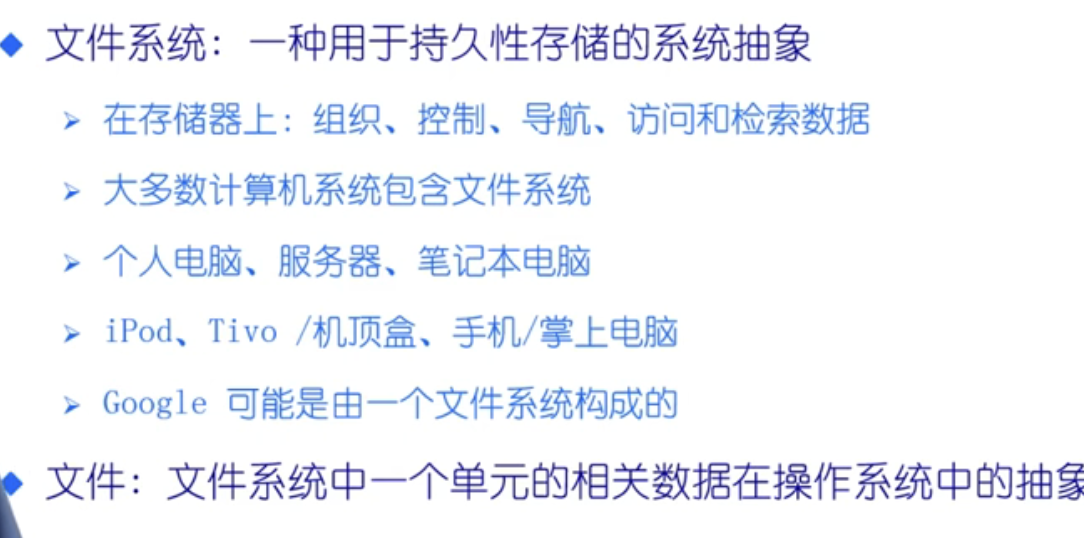 文件系统：一种用于持久性存储的系统抽象
在存储器上：组织、控制、导航、访问和检索数据
大多数计算机系统包含文件系统
个人电脑、服务器、笔记本电脑
iPod、Tivo /机顶盒、手机/掌上电脑
Google 可能是由一个文件系统构成的
文件：文件系统中一个单元的相关数据在操作系统中的抽象